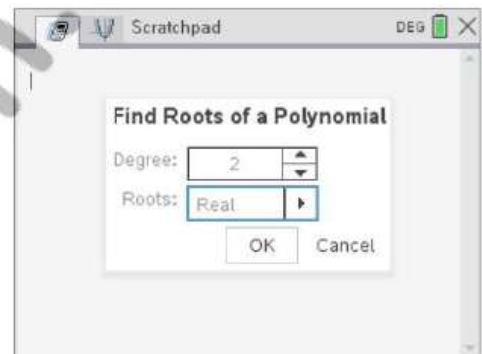 Scratchpad DEG
Find Roots of a Polynomial
Degree: 2
Roots: Real
OK Cancel